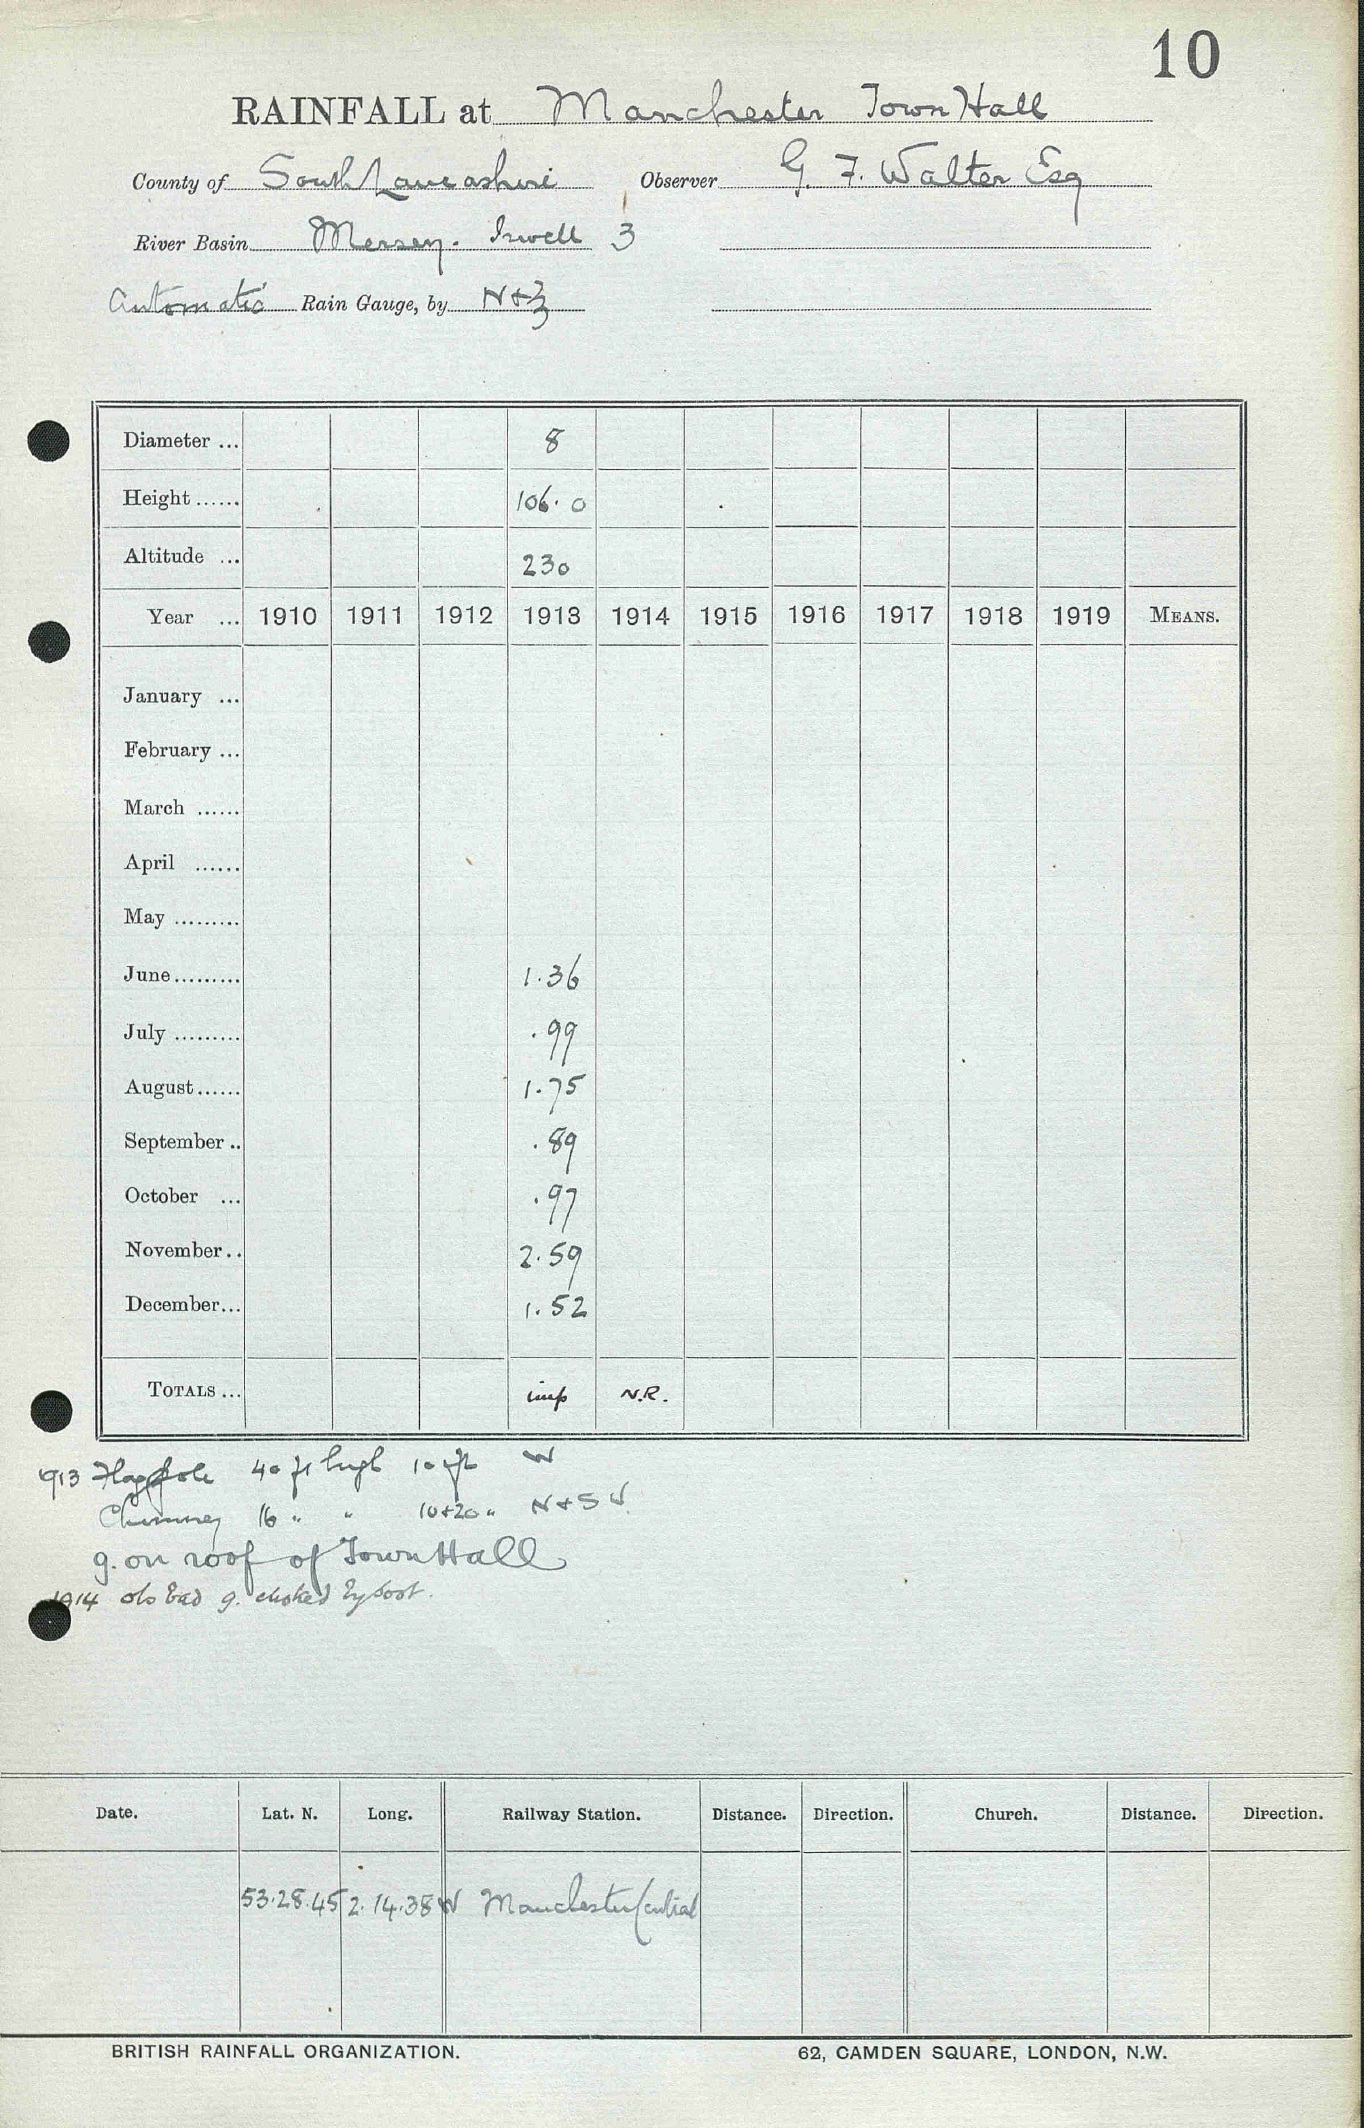 10
RAINFALL at Manchester Town Hall
County of South Lancashire Observer G. F. Walter Esq
River Basin Mersey. Irwell 3
Automatic Rain Gauge, by N & Z
Diameter ... 8
Height ...... 106.0
Altitude ... 230
Year ... 1910 1911 1912 1913 1914 1915 1916 1917 1918 1919 MEANS.
January ...
February ...
March ......
April ......
May .........
June......... 1.36
July ......... .99
August...... 1.75
September .. .89
October ... .97
November.. 2.59
December... 1.52
TOTALS ... imp N.R.
1913 Flagpole 40 ft high 10 ft W
Chimney 16 " " 10+20 " N + SW
g. on roof of Town Hall
1914 obs bad g. choked by soot.
Date. Lat. N. Long. Railway Station. Distance. Direction. Church. Distance. Direction.
53.28.45 2.14.38 W Manchester Central
BRITISH RAINFALL ORGANIZATION. 62, CAMDEN SQUARE, LONDON, N.W.